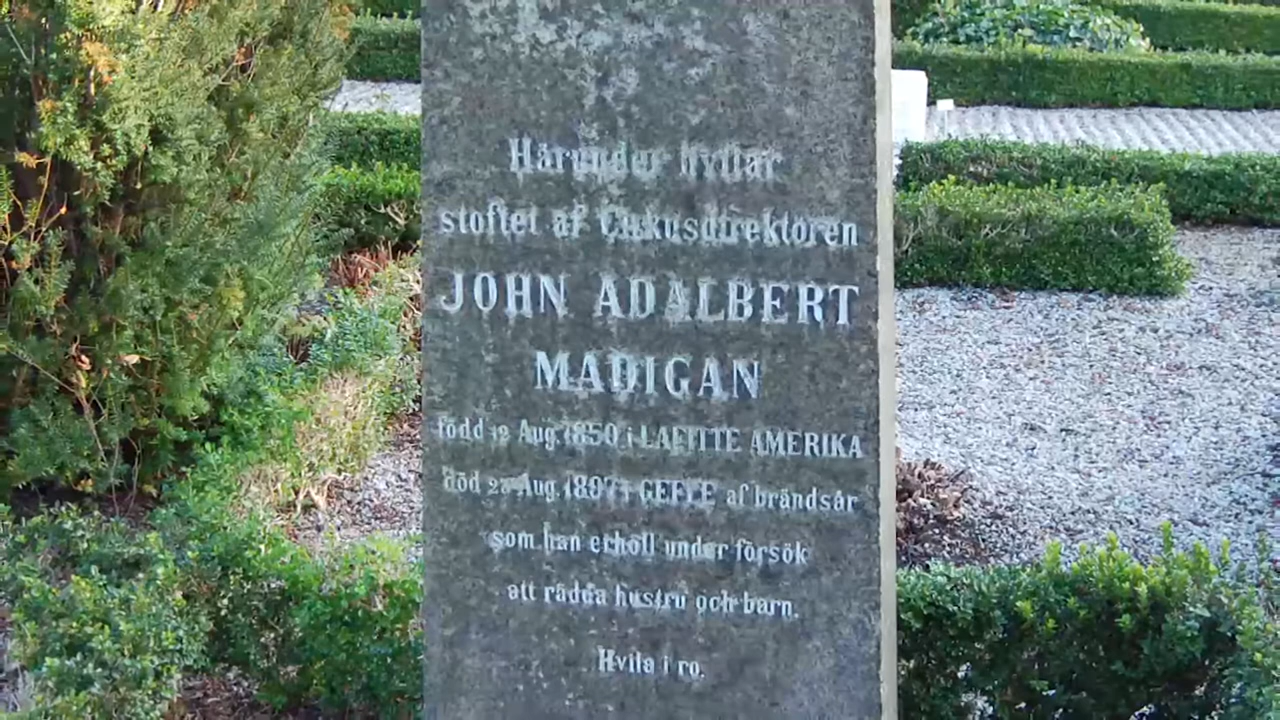 Härunder hvilar
stoftet af Cirkusdirektören
JOHN ADALBERT
MADIGAN
född 12 Aug. 1850 i LAFITTE AMERIKA
död Aug. 1897 i GEFLE af brändsår
som han erhöll under försök
att rädda hustru och barn.
Hvila i ro.